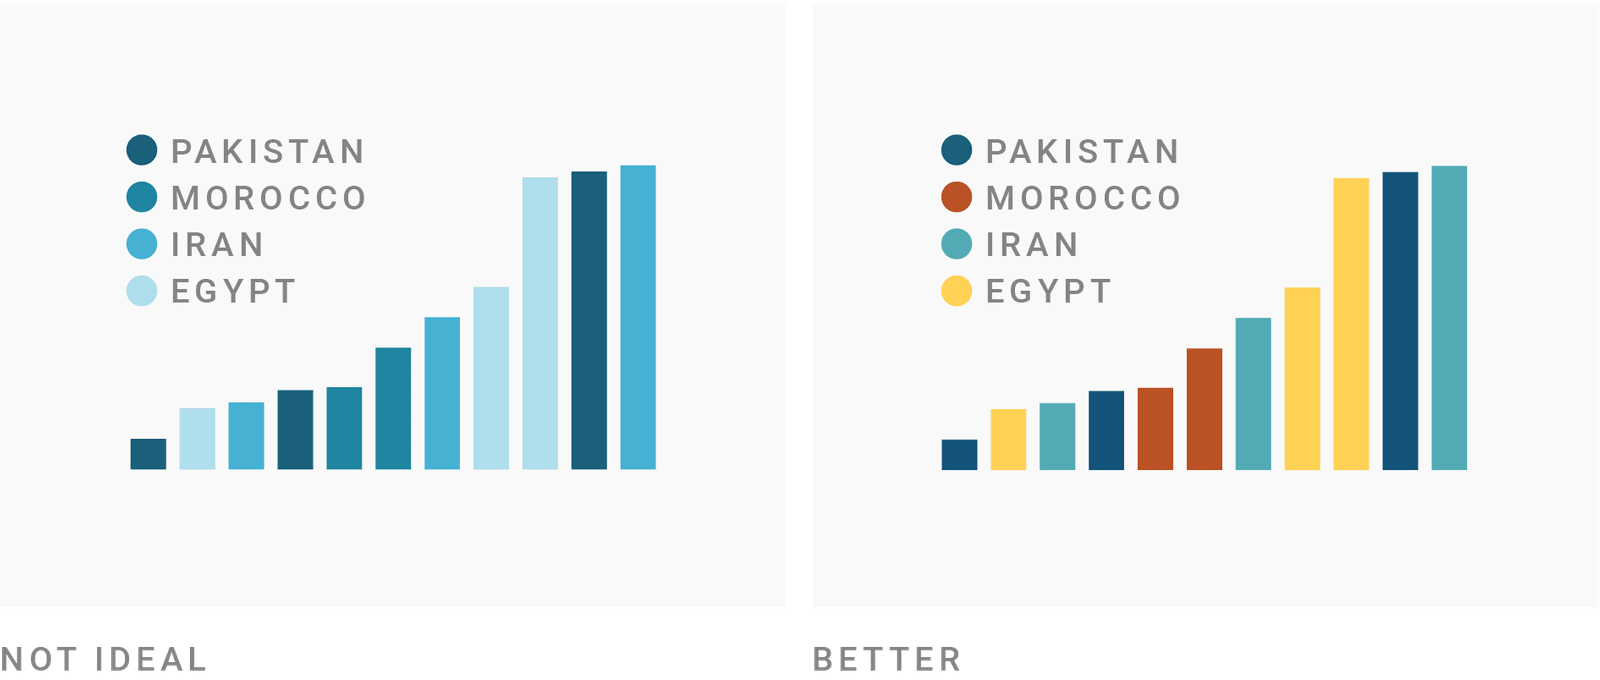 PAKISTAN
MOROCCO
IRAN
EGYPT
NOT IDEAL
PAKISTAN
MOROCCO
IRAN
EGYPT
BETTER